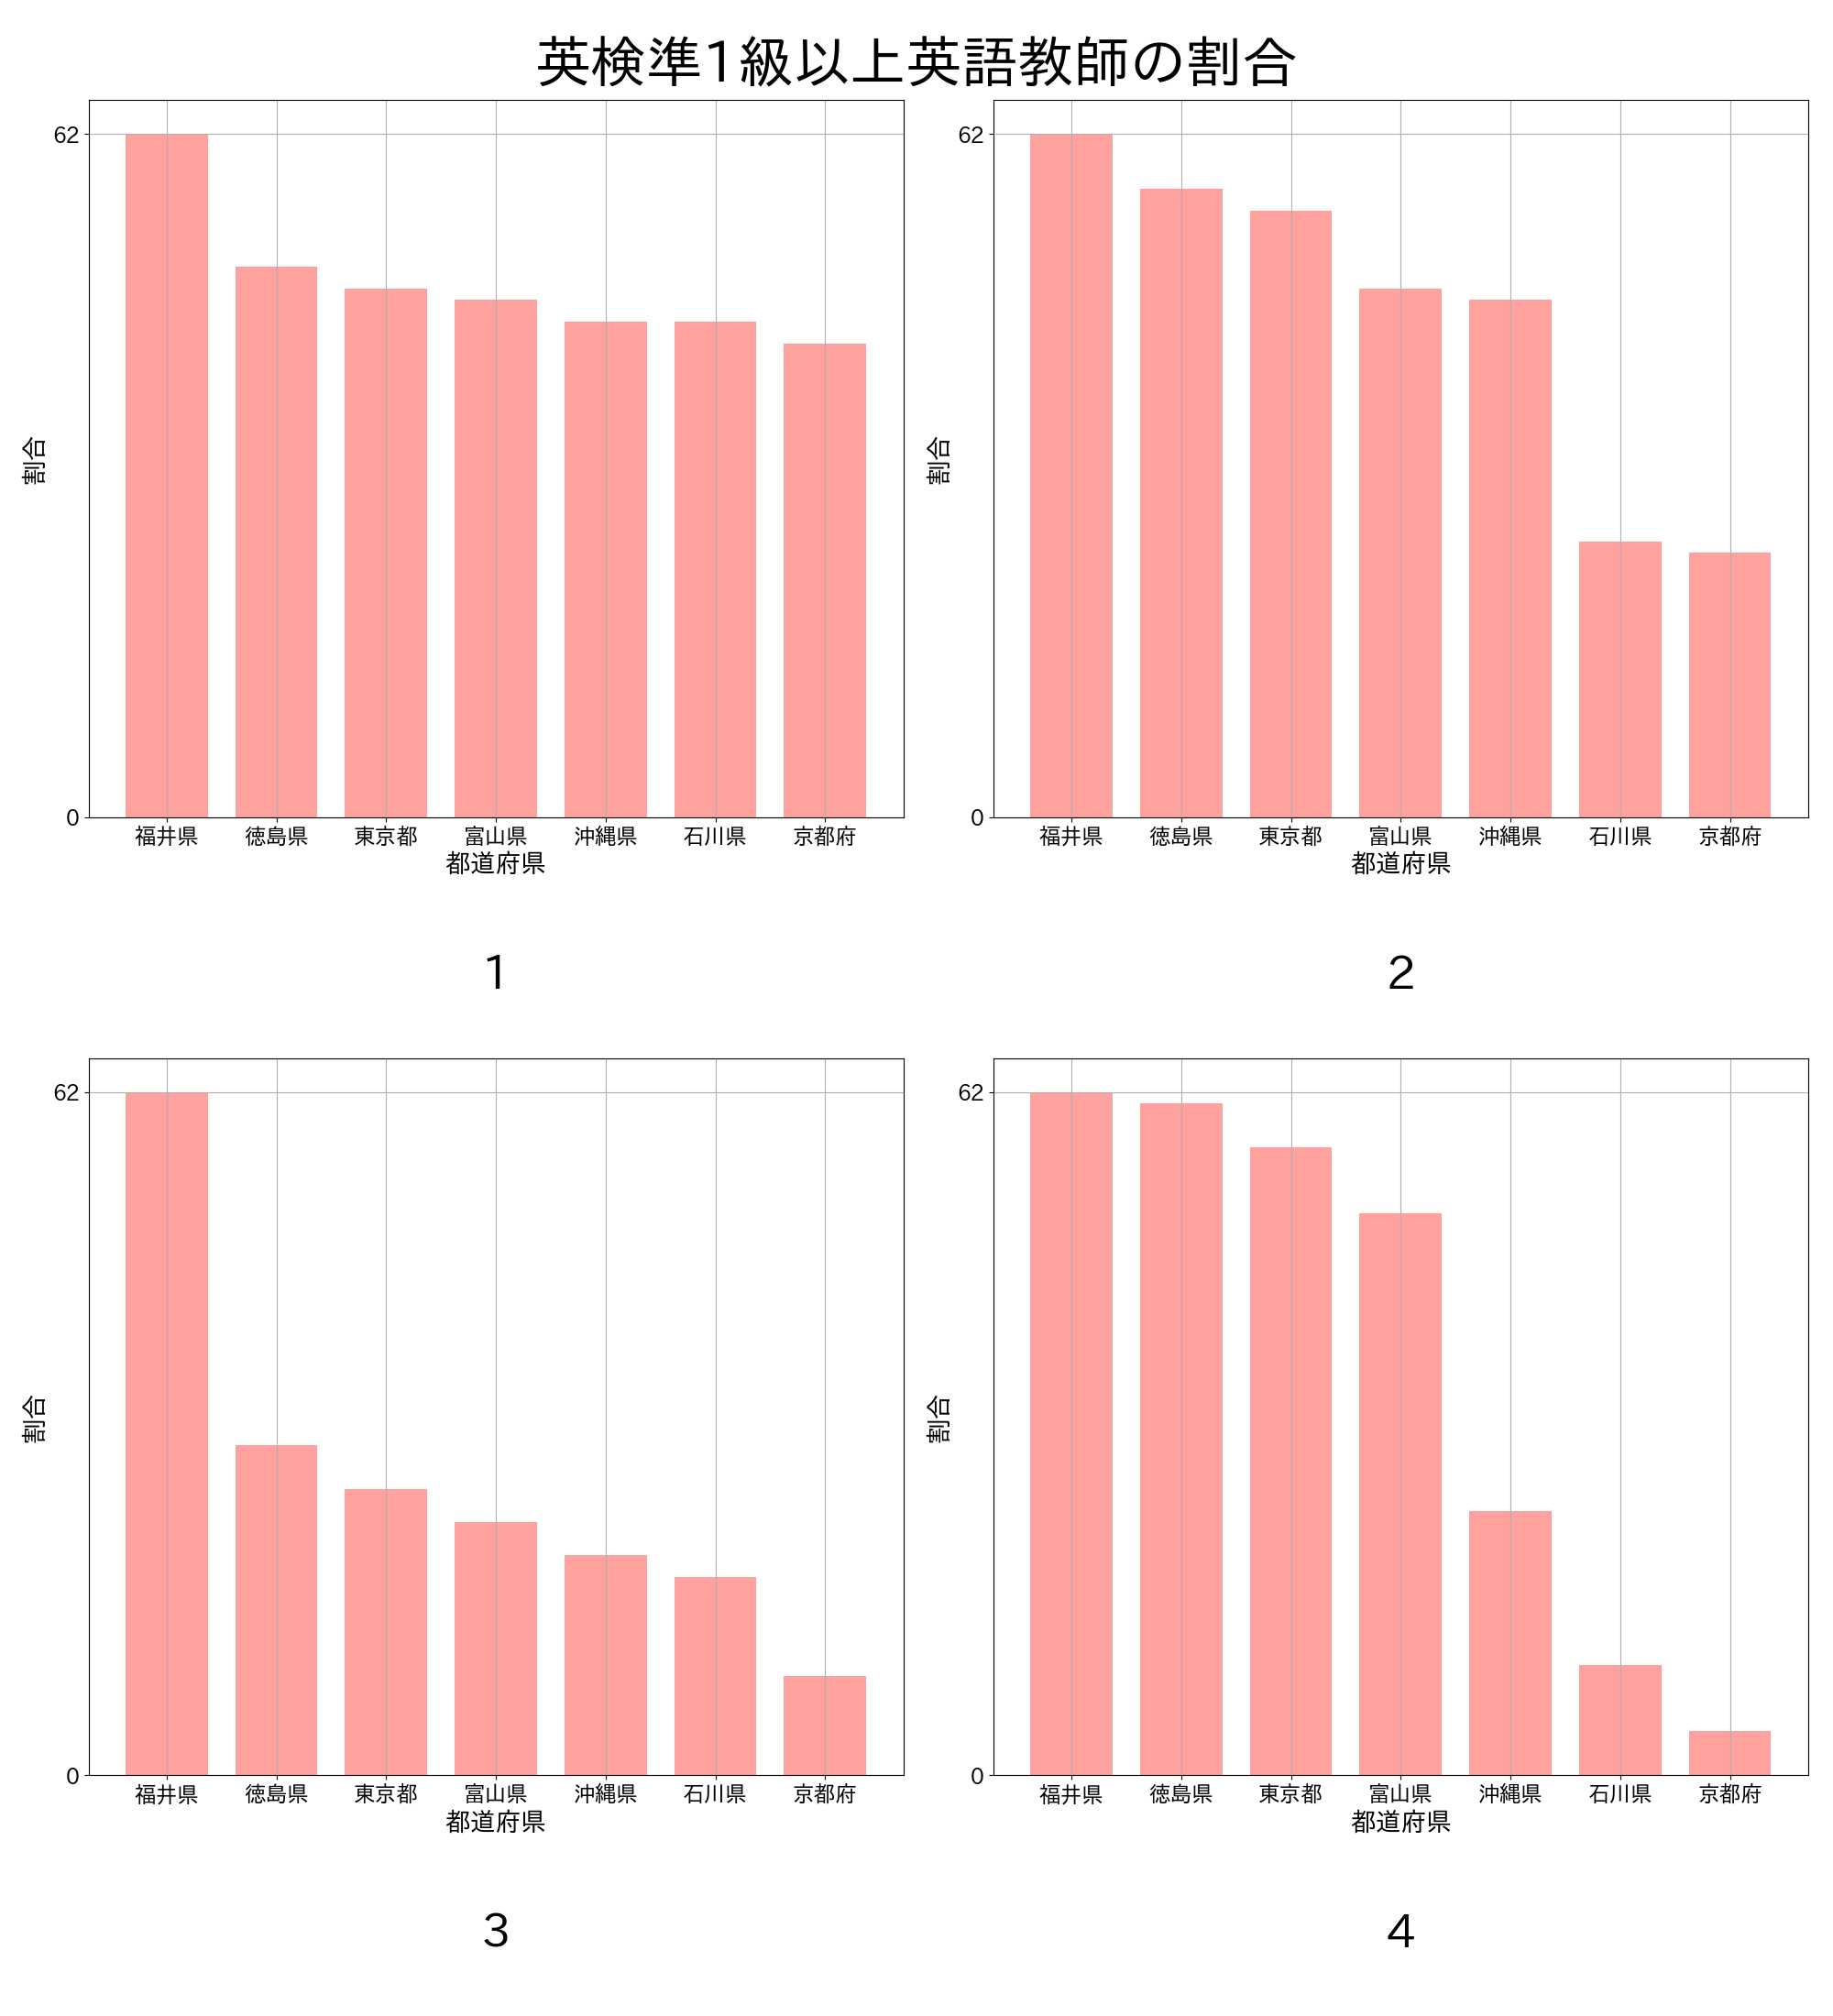 英検準1級以上英語教師の割合
62
0
割合
福井県 徳島県 東京都 富山県 沖縄県 石川県 京都府
都道府県
1
62
0
割合
福井県 徳島県 東京都 富山県 沖縄県 石川県 京都府
都道府県
2
62
0
割合
福井県 徳島県 東京都 富山県 沖縄県 石川県 京都府
都道府県
3
62
0
割合
福井県 徳島県 東京都 富山県 沖縄県 石川県 京都府
都道府県
4